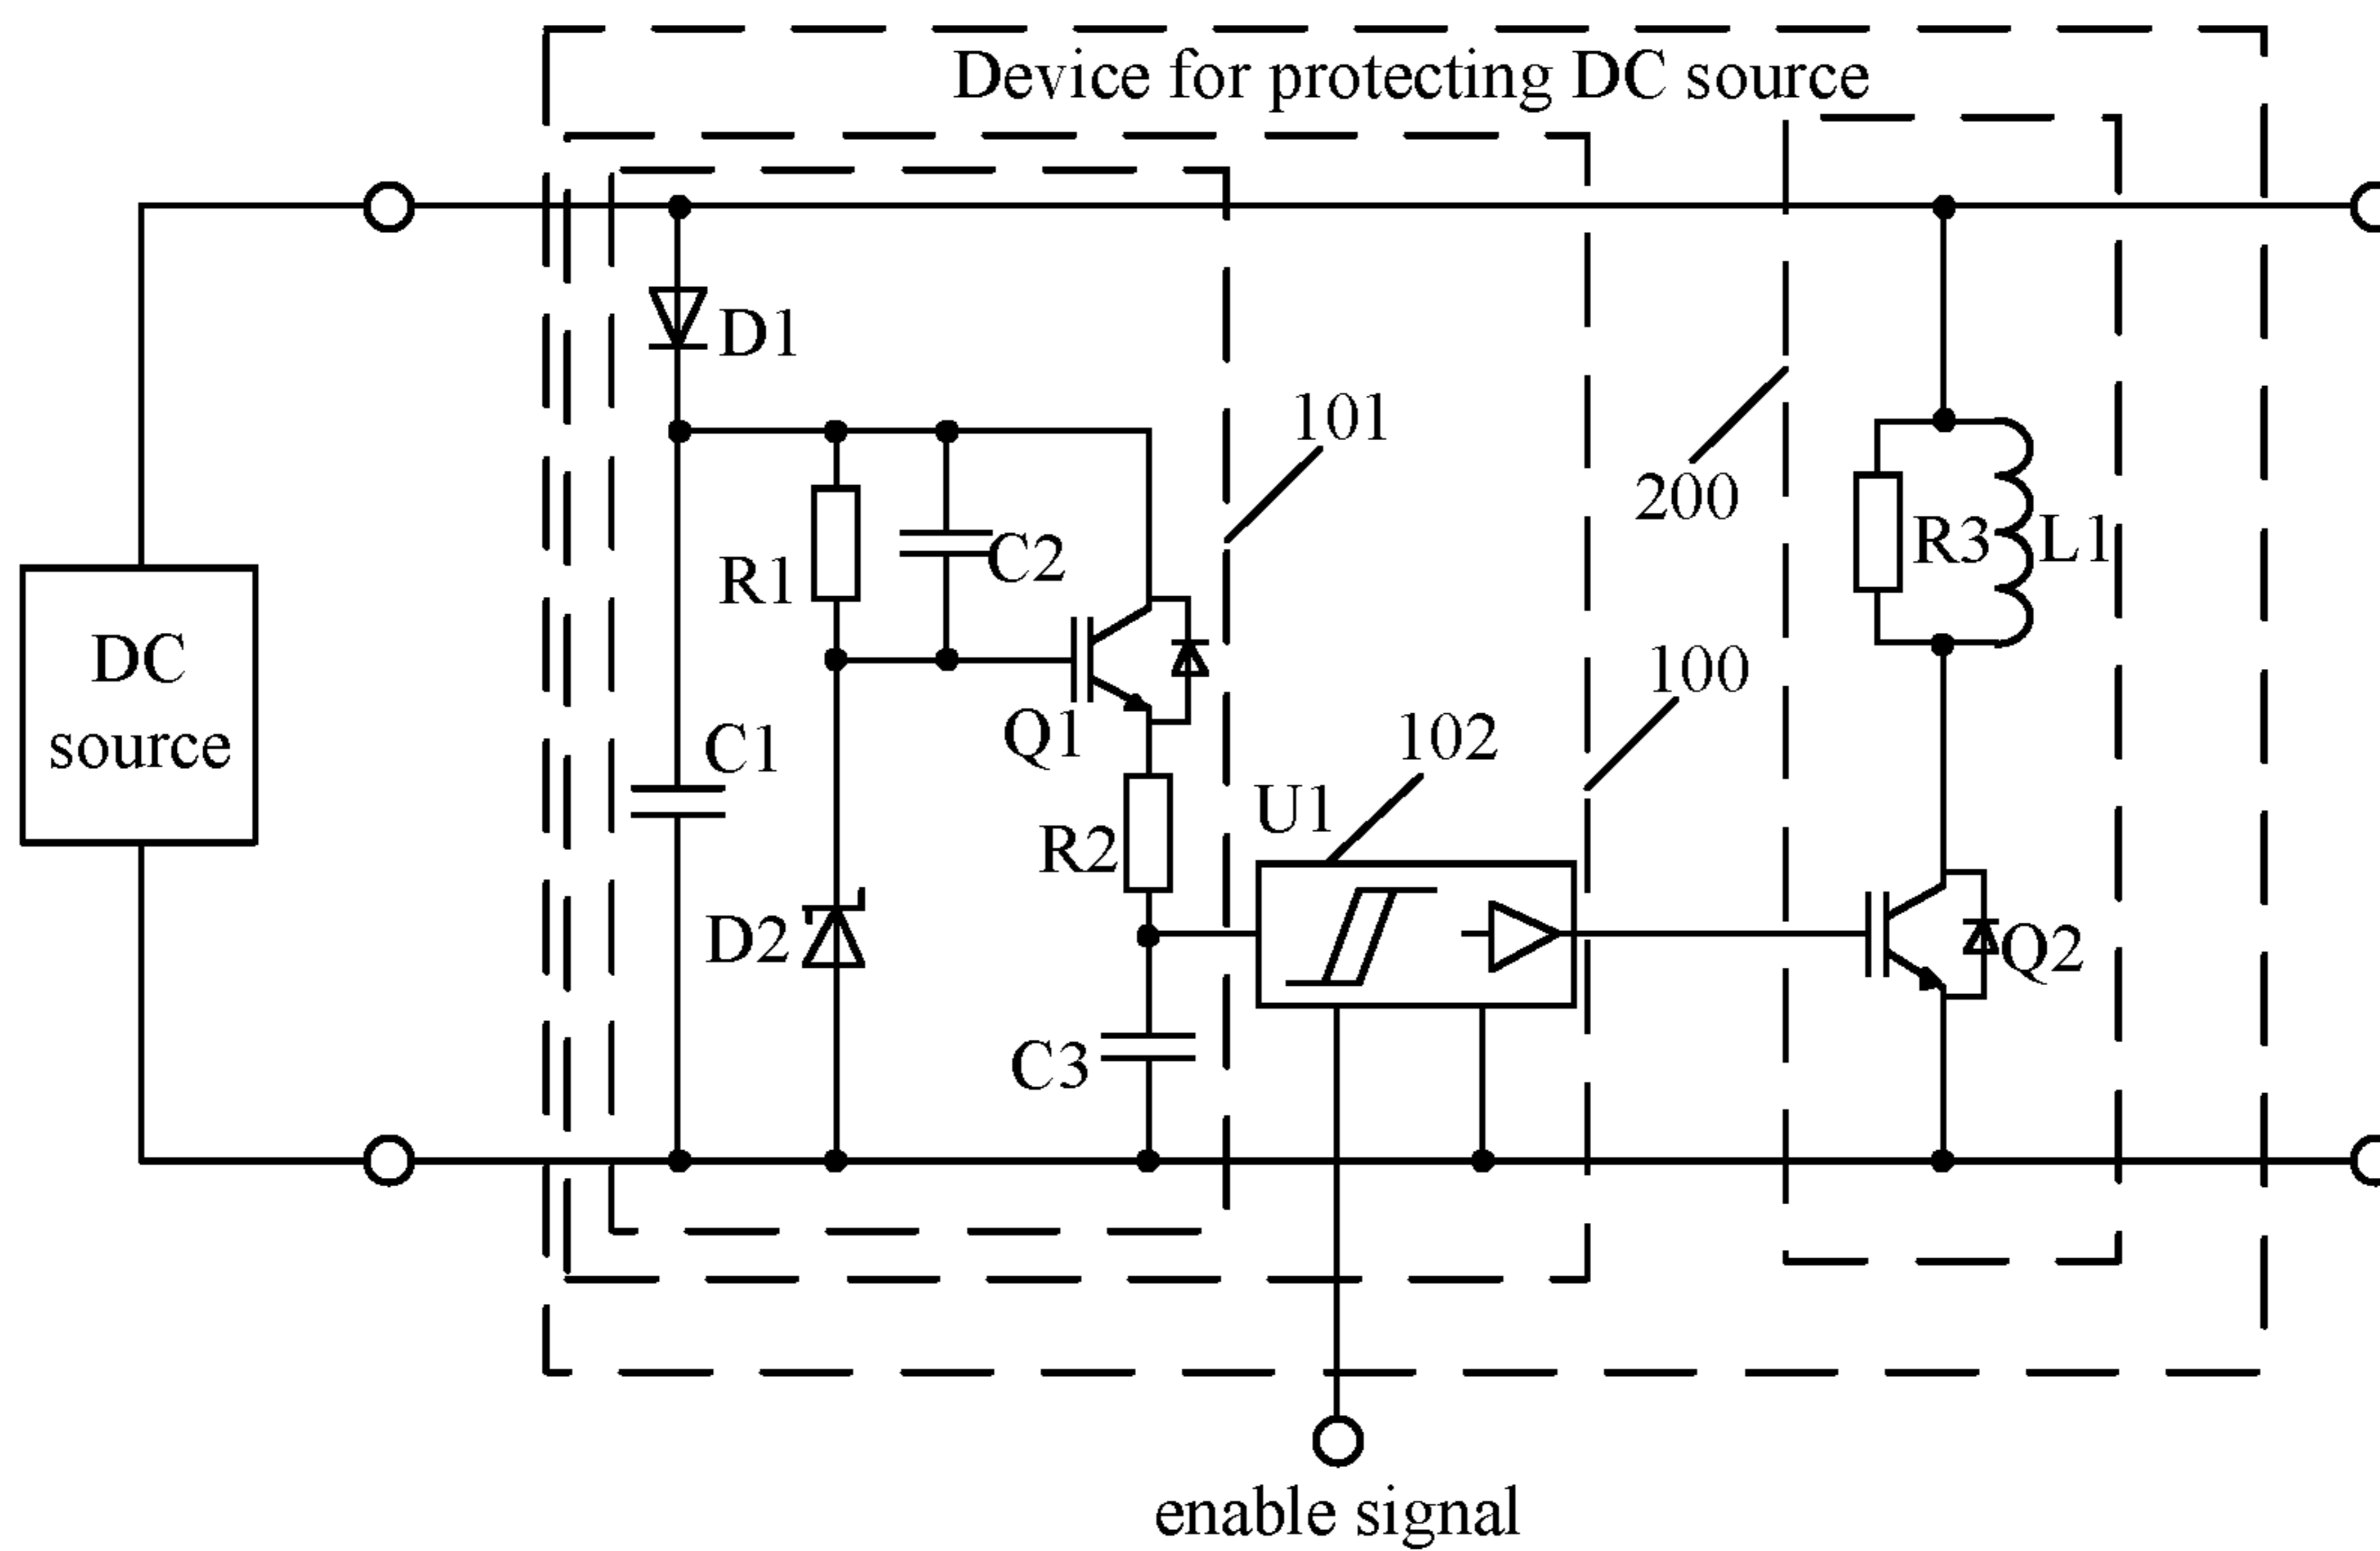 Device for protecting DC source
D1
101
200
R1
C2
R3
L1
DC
source
100
Q1
102
C1
U1
R2
D2
Q2
C3
enable signal